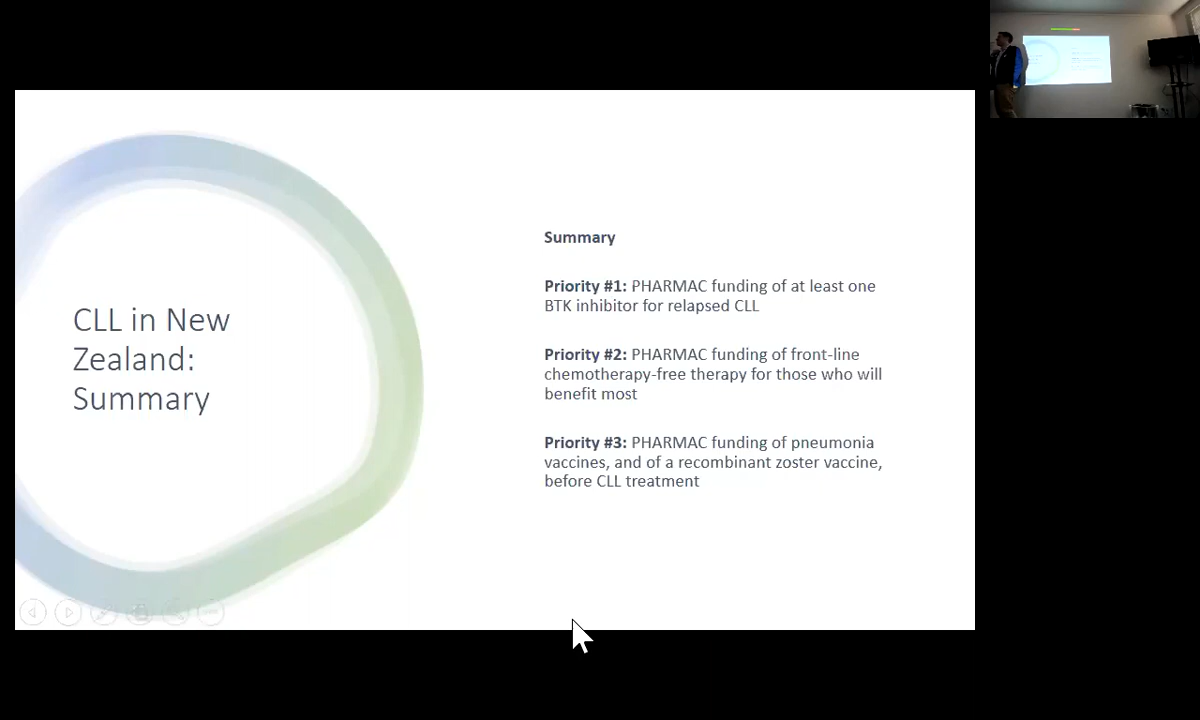 CLL in New
Zealand:
Summary
Summary
Priority #1: PHARMAC funding of at least one
BTK inhibitor for relapsed CLL
Priority #2: PHARMAC funding of front-line
chemotherapy-free therapy for those who will
benefit most
Priority #3: PHARMAC funding of pneumonia
vaccines, and of a recombinant zoster vaccine,
before CLL treatment